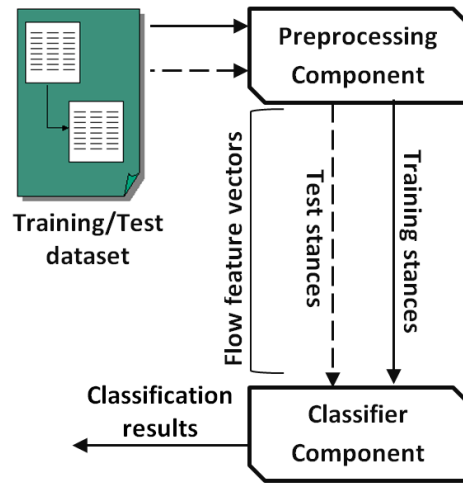 Preprocessing
Component
Training/Test
dataset
Flow feature vectors
Test stances
Training stances
Classification
results
Classifier
Component